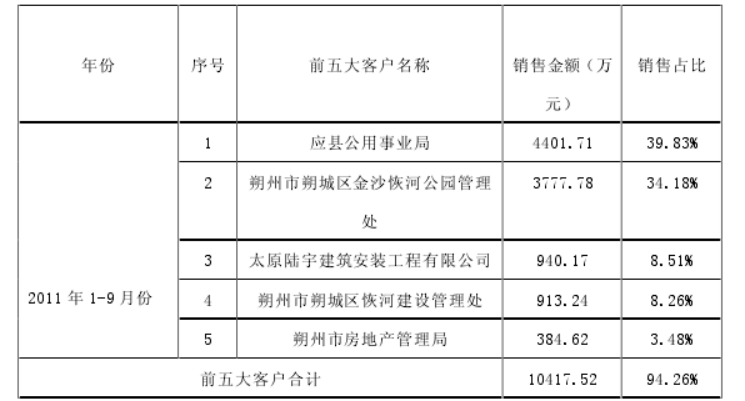 年份 序号 前五大客户名称 销售金额（万
元） 销售占比
1 应县公用事业局 4401.71 39.83%
2 朔州市朔城区金沙恢河公园管理 3777.78 34.18%
处
3 太原陆宇建筑安装工程有限公司 940.17 8.51%
2011 年 1-9 月份 4 朔州市朔城区恢河建设管理处 913.24 8.26%
5 朔州市房地产管理局 384.62 3.48%
前五大客户合计 10417.52 94.26%